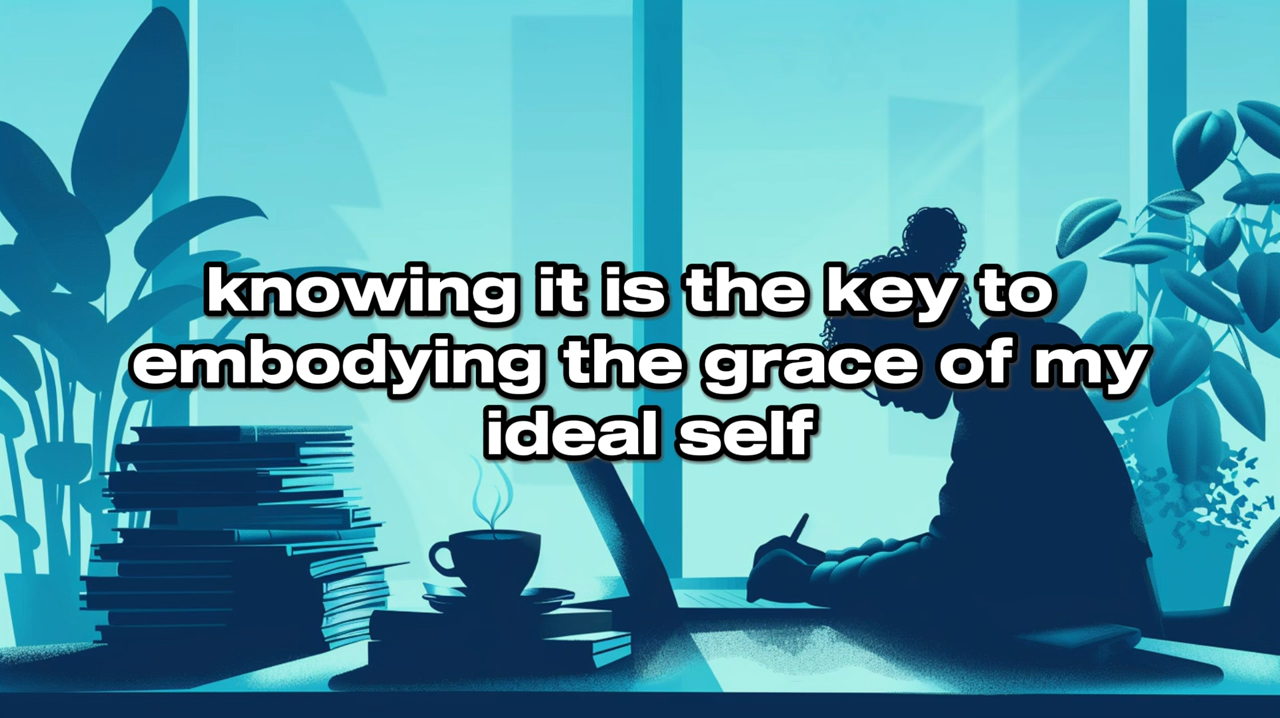 knowing it is the key to
embodying the grace of my
ideal self